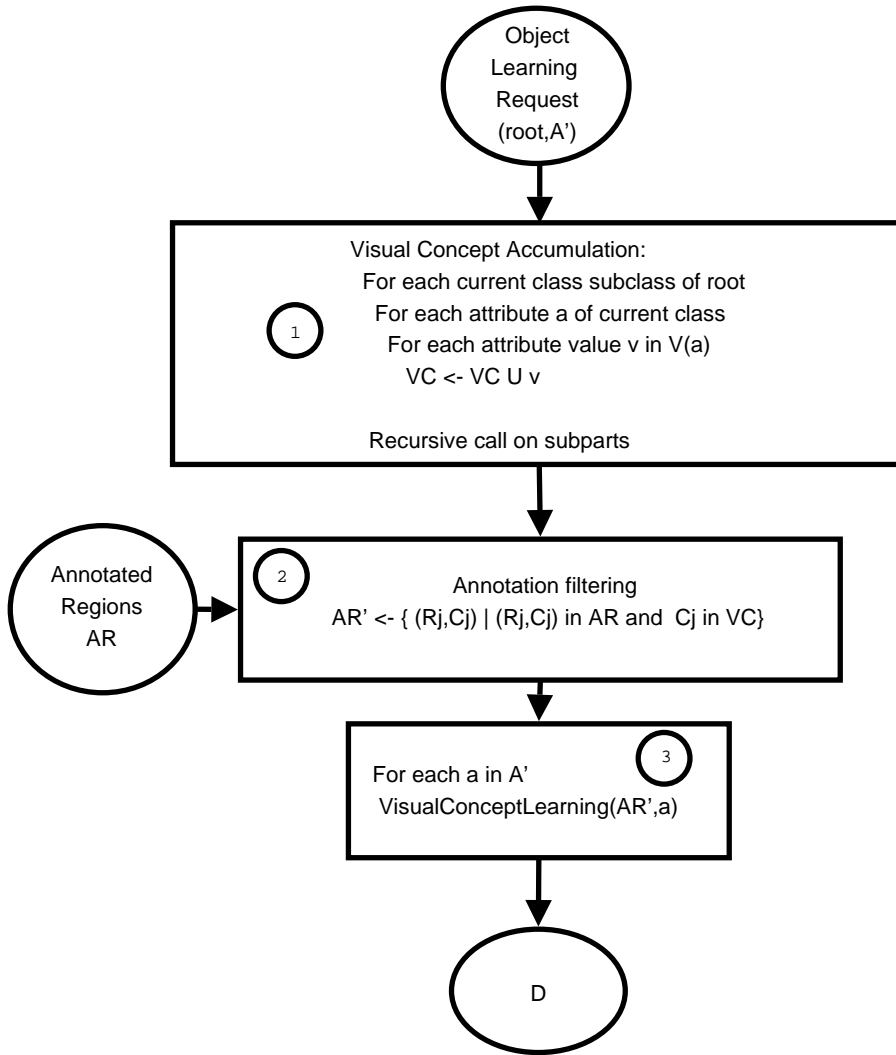 Object
Learning
Request
(root,A’)
Visual Concept Accumulation:
For each current class subclass of root
For each attribute a of current class
1
For each attribute value v in V(a)
VC <- VC U v
Recursive call on subparts
Annotated
Regions
AR
2
Annotation filtering
AR’ <- { (Rj,Cj) | (Rj,Cj) in AR and Cj in VC}
3
For each a in A’
VisualConceptLearning(AR’,a)
D